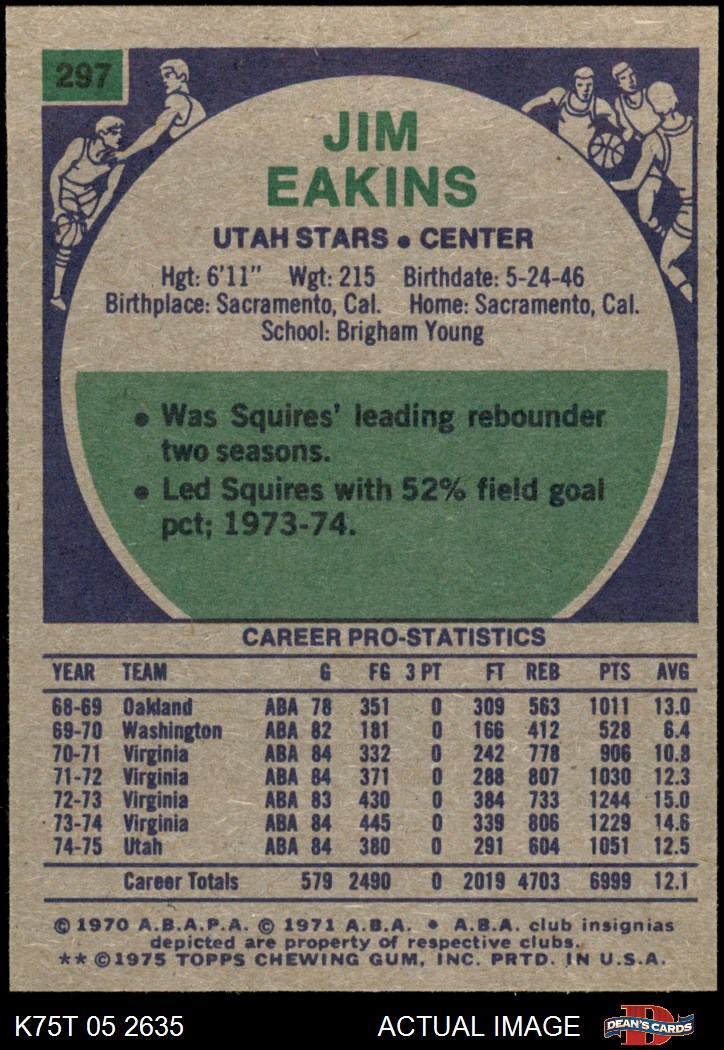 297
JIM
EAKINS
UTAH STARS • CENTER
Hgt: 6'11" Wgt: 215 Birthdate: 5-24-46
Birthplace: Sacramento, Cal. Home: Sacramento, Cal.
School: Brigham Young
• Was Squires' leading rebounder
two seasons.
• Led Squires with 52% field goal
pct; 1973-74.
CAREER PRO-STATISTICS
YEAR TEAM G FG 3 PT FT REB PTS AVG
68-69 Oakland ABA 78 351 0 309 563 1011 13.0
69-70 Washington ABA 82 181 0 166 412 528 6.4
70-71 Virginia ABA 84 332 0 242 778 906 10.8
71-72 Virginia ABA 84 371 0 288 807 1030 12.3
72-73 Virginia ABA 83 430 0 384 733 1244 15.0
73-74 Virginia ABA 84 445 0 339 806 1229 14.6
74-75 Utah ABA 84 380 0 291 604 1051 12.5
Career Totals 579 2490 0 2019 4703 6999 12.1
© 1970 A.B.A.P.A. © 1971 A.B.A. • A.B.A. club insignias
depicted are property of respective clubs.
** © 1975 TOPPS CHEWING GUM, INC. PRTD. IN U.S.A.
K75T 05 2635 ACTUAL IMAGE D DEAN'S CARDS